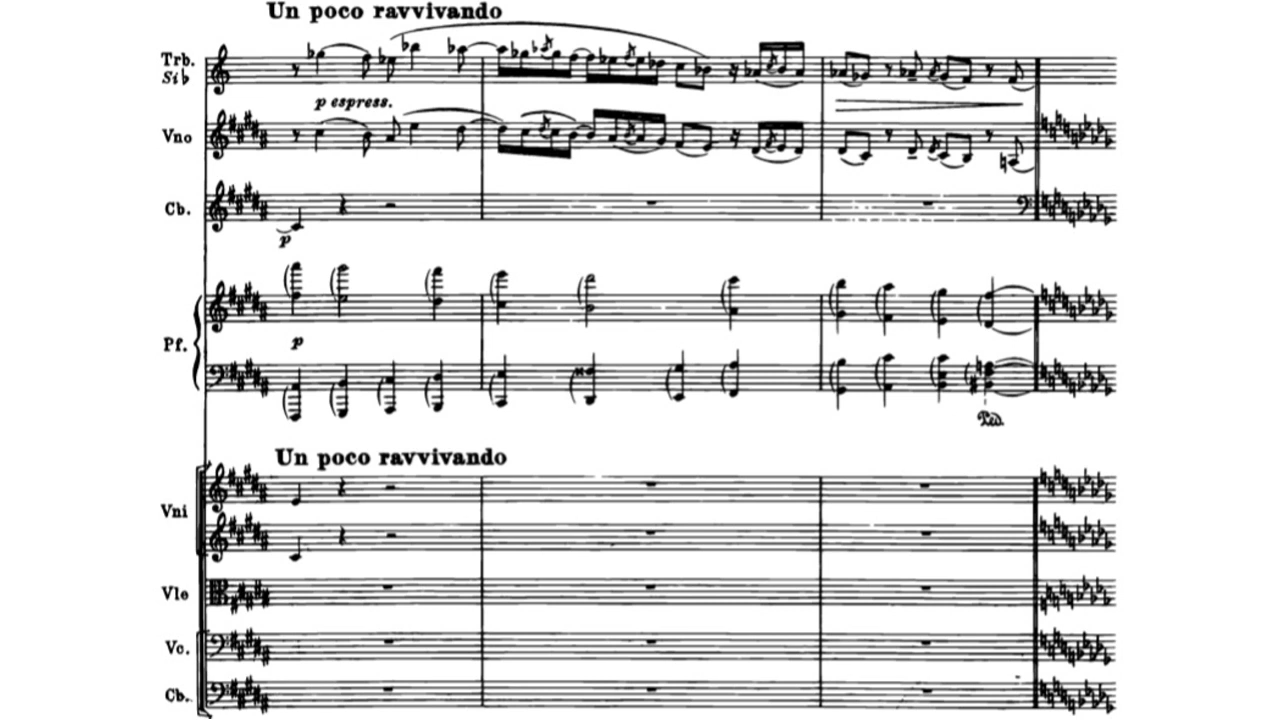 Un poco ravvivando
Trb.
Si♭
p espress.
Vno
Cb.
p
Pf.
p
Ped.
Un poco ravvivando
Vni
Vle
Vc.
Cb.